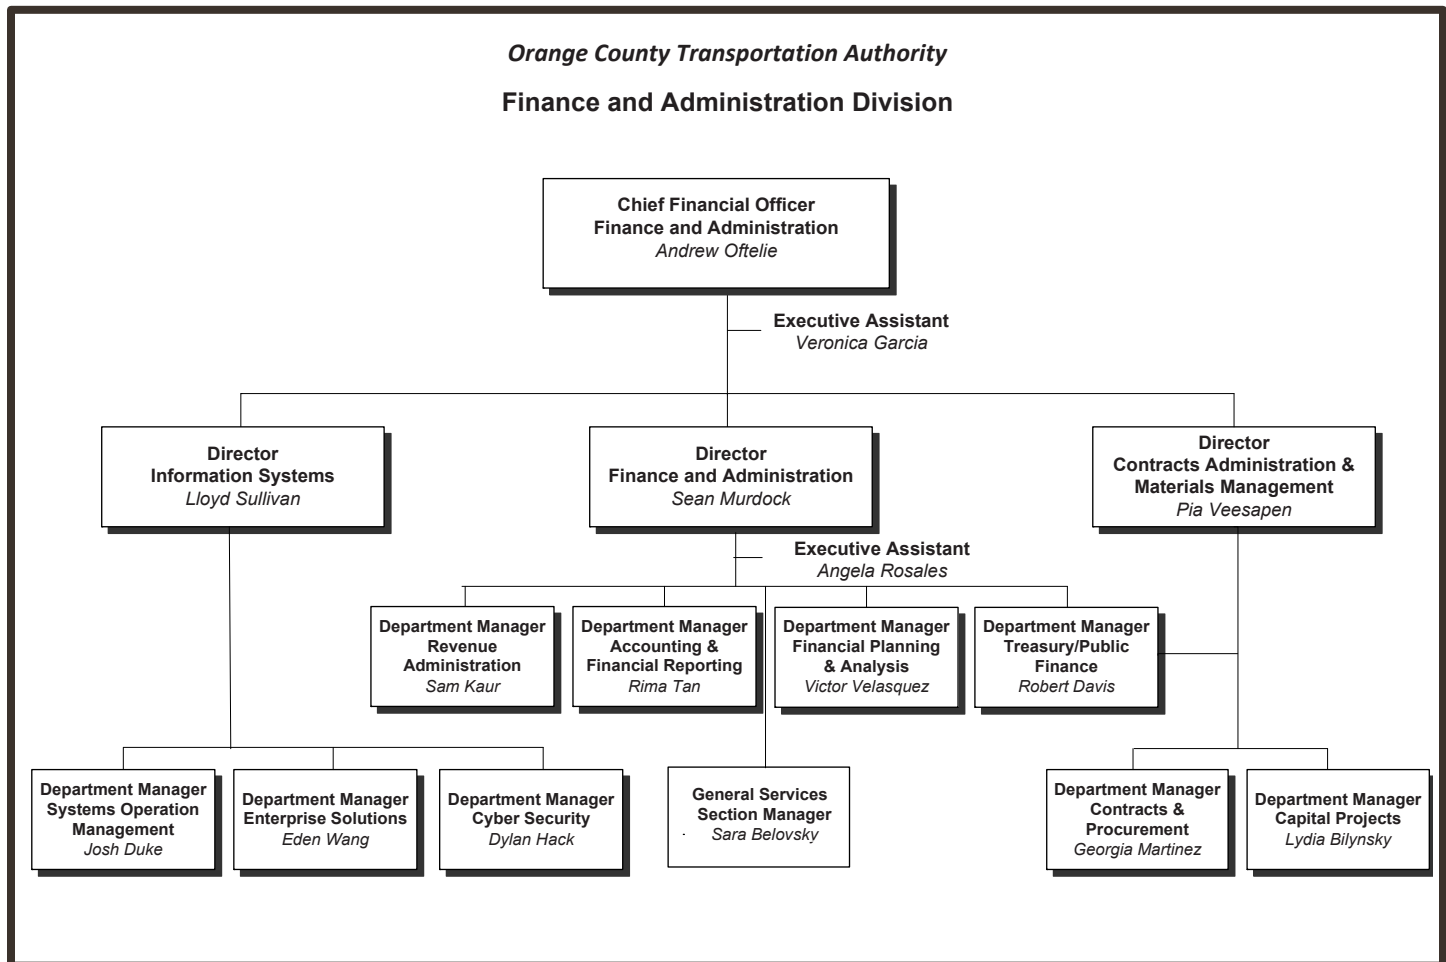 Orange County Transportation Authority
Finance and Administration Division
Chief Financial Officer
Finance and Administration
Andrew Oftelie
Executive Assistant
Veronica Garcia
Director
Information Systems
Lloyd Sullivan
Director
Finance and Administration
Sean Murdock
Director
Contracts Administration &
Materials Management
Pia Veesapen
Executive Assistant
Angela Rosales
Department Manager
Revenue
Administration
Sam Kaur
Department Manager
Accounting &
Financial Reporting
Rima Tan
Department Manager
Financial Planning
& Analysis
Victor Velasquez
Department Manager
Treasury/Public
Finance
Robert Davis
Department Manager
Systems Operation
Management
Josh Duke
Department Manager
Enterprise Solutions
Eden Wang
Department Manager
Cyber Security
Dylan Hack
General Services
Section Manager
Sara Belovsky
Department Manager
Contracts &
Procurement
Georgia Martinez
Department Manager
Capital Projects
Lydia Bilynsky